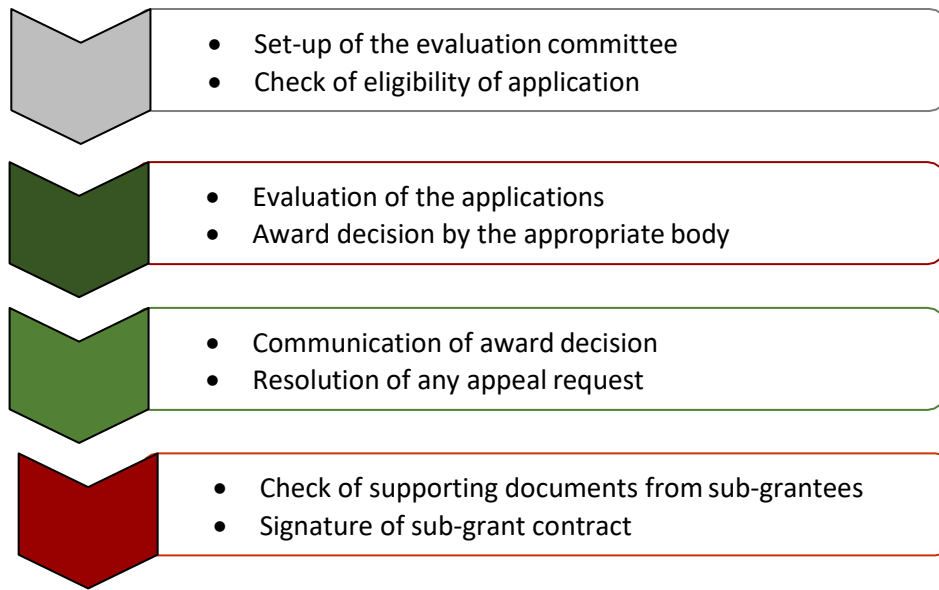 • Set-up of the evaluation committee
• Check of eligibility of application
• Evaluation of the applications
• Award decision by the appropriate body
• Communication of award decision
• Resolution of any appeal request
• Check of supporting documents from sub-grantees
• Signature of sub-grant contract